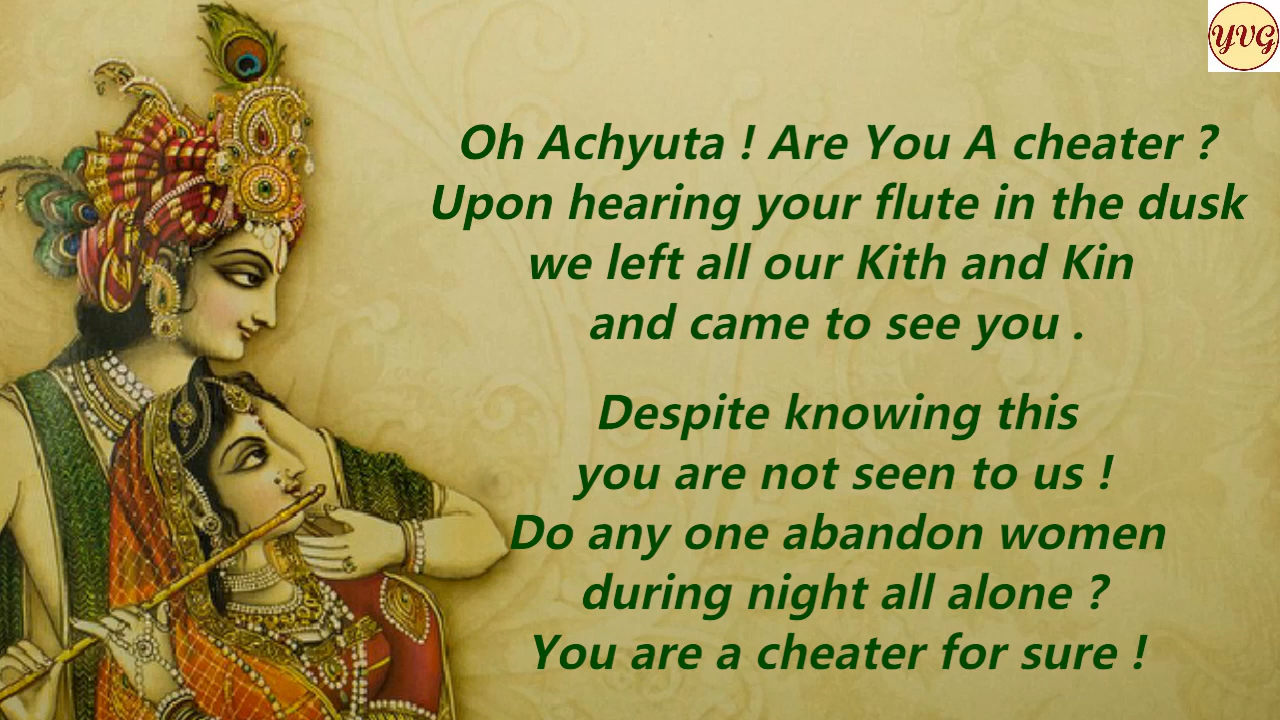 YVG
Oh Achyuta ! Are You A cheater ?
Upon hearing your flute in the dusk
we left all our Kith and Kin
and came to see you .
Despite knowing this
you are not seen to us !
Do any one abandon women
during night all alone ?
You are a cheater for sure !